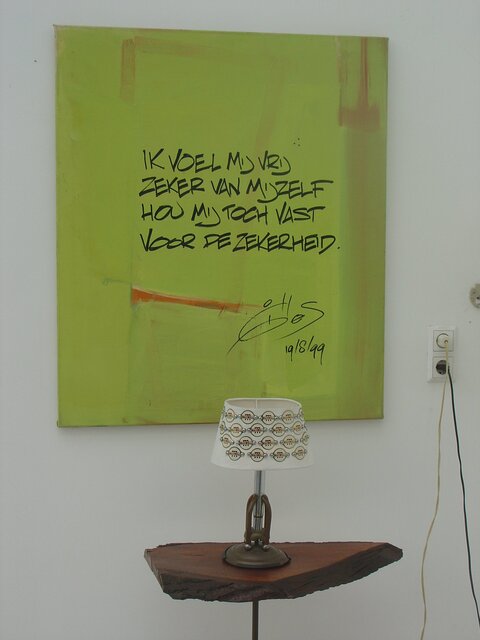 IK VOEL MIJ VRIJ
ZEKER VAN MIJZELF
HOU MIJ TOCH VAST
VOOR DE ZEKERHEID.
19/8/99